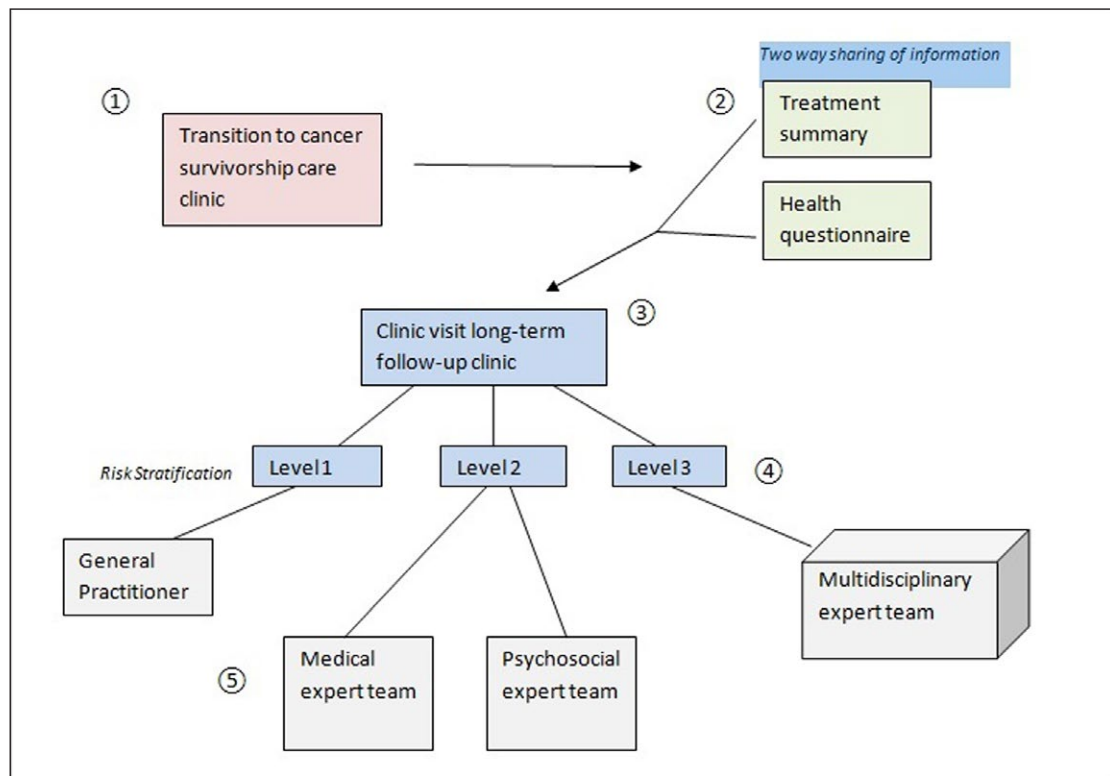 Two way sharing of information
①
②
Treatment
summary
Transition to cancer
survivorship care
clinic
Health
questionnaire
③
Clinic visit long-term
follow-up clinic
Risk Stratification
Level 1
Level 2
Level 3
④
General
Practitioner
Multidisciplinary
expert team
⑤
Medical
expert team
Psychosocial
expert team